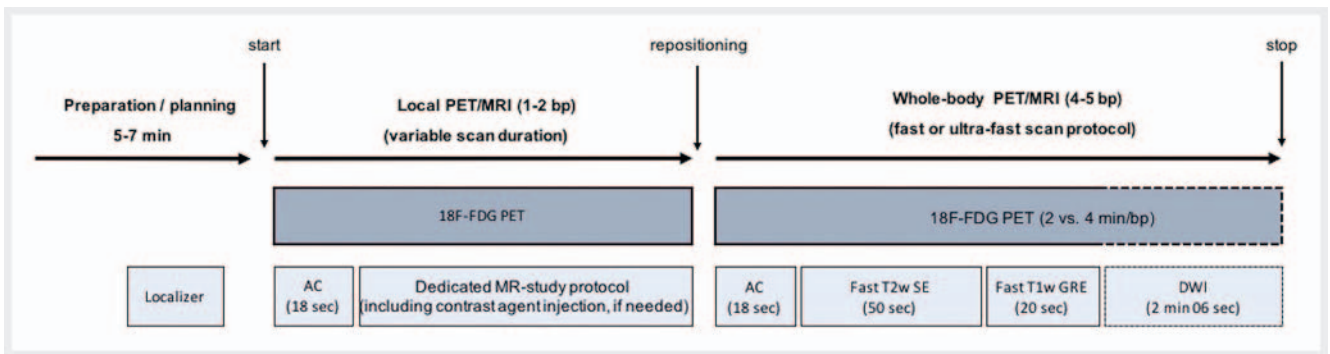 start
repositioning
stop
Preparation / planning
5-7 min
Local PET/MRI (1-2 bp)
(variable scan duration)
Whole-body PET/MRI (4-5 bp)
(fast or ultra-fast scan protocol)
18F-FDG PET
18F-FDG PET (2 vs. 4 min/bp)
Localizer
AC
(18 sec)
Dedicated MR-study protocol
(including contrast agent injection, if needed)
AC
(18 sec)
Fast T2w SE
(50 sec)
Fast T1w GRE
(20 sec)
DWI
(2 min 06 sec)